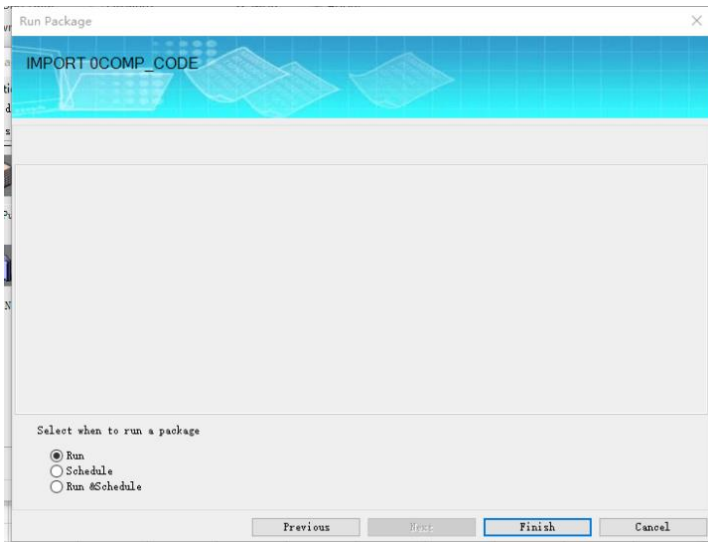 Run Package
IMPORT 0COMP_CODE
Select when to run a package
Run
Schedule
Run &Schedule
Previous
Next
Finish
Cancel